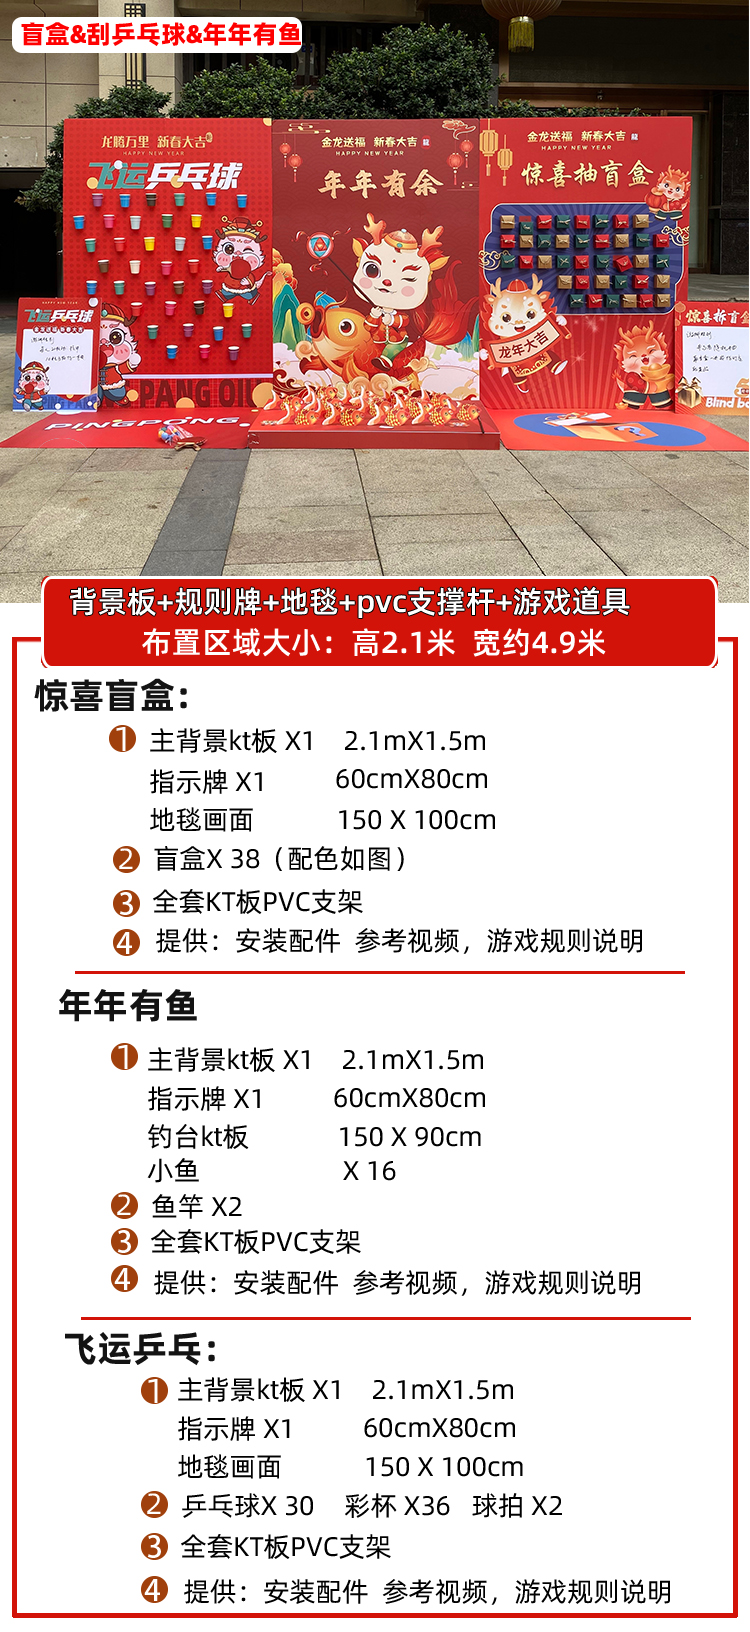 盲盒&刮乒乓球&年年有鱼
龙腾万里 新春大吉
HAPPY NEW YEAR
飞运乒乓球
金龙送福 新春大吉 龍
HAPPY NEW YEAR
年年有余
金龙送福 新春大吉 龍
HAPPY NEW YEAR
惊喜抽盲盒
龙年大吉
HAPPY NEW YEAR
飞运乒乓球
金龙送福 新春大吉
惊喜拆盲盒
Blind bo
PANG QIU
PINGPONG
背景板+规则牌+地毯+pvc支撑杆+游戏道具
布置区域大小：高2.1米 宽约4.9米
惊喜盲盒：
1 主背景kt板 X1 2.1mX1.5m
指示牌 X1 60cmX80cm
地毯画面 150 X 100cm
2 盲盒X 38（配色如图）
3 全套KT板PVC支架
4 提供：安装配件 参考视频，游戏规则说明
年年有鱼
1 主背景kt板 X1 2.1mX1.5m
指示牌 X1 60cmX80cm
钓台kt板 150 X 90cm
小鱼 X 16
2 鱼竿 X2
3 全套KT板PVC支架
4 提供：安装配件 参考视频，游戏规则说明
飞运乒乓：
1 主背景kt板 X1 2.1mX1.5m
指示牌 X1 60cmX80cm
地毯画面 150 X 100cm
2 乒乓球X 30 彩杯 X36 球拍 X2
3 全套KT板PVC支架
4 提供：安装配件 参考视频，游戏规则说明